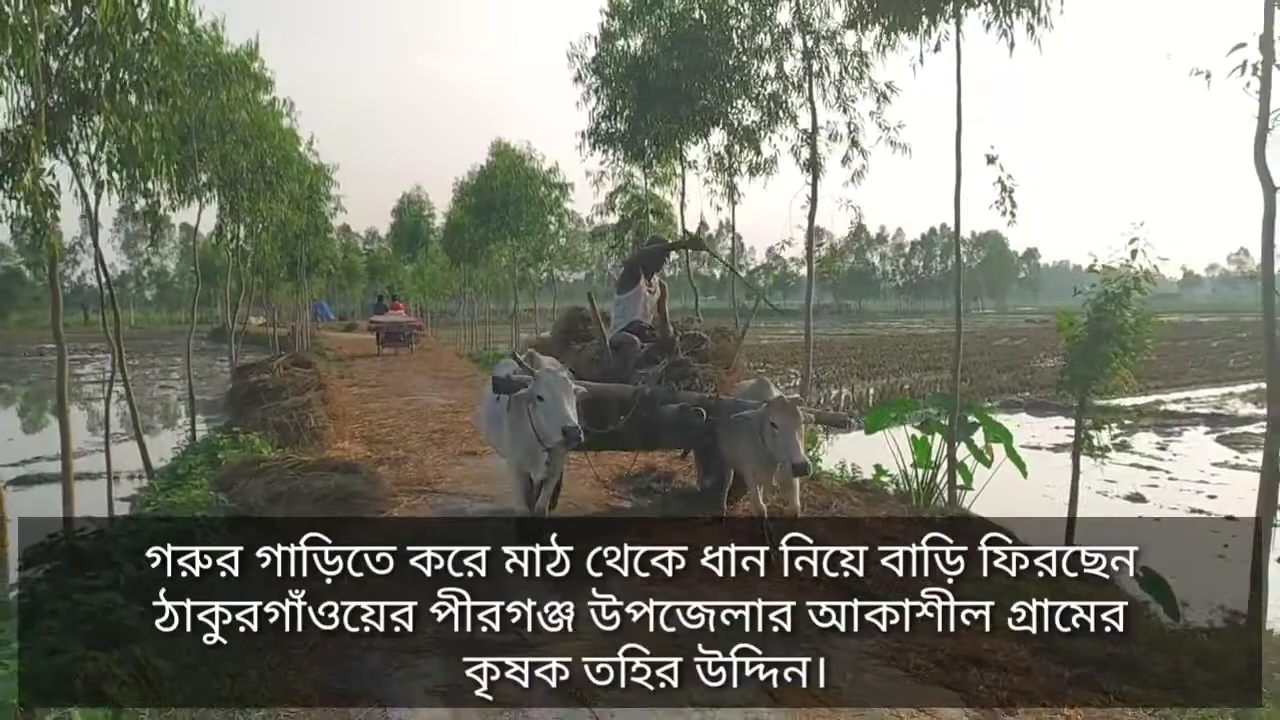 গরুর গাড়িতে করে মাঠ থেকে ধান নিয়ে বাড়ি ফিরছেন
ঠাকুরগাঁওয়ের পীরগঞ্জ উপজেলার আকাশীল গ্রামের
কৃষক তহির উদ্দিন।